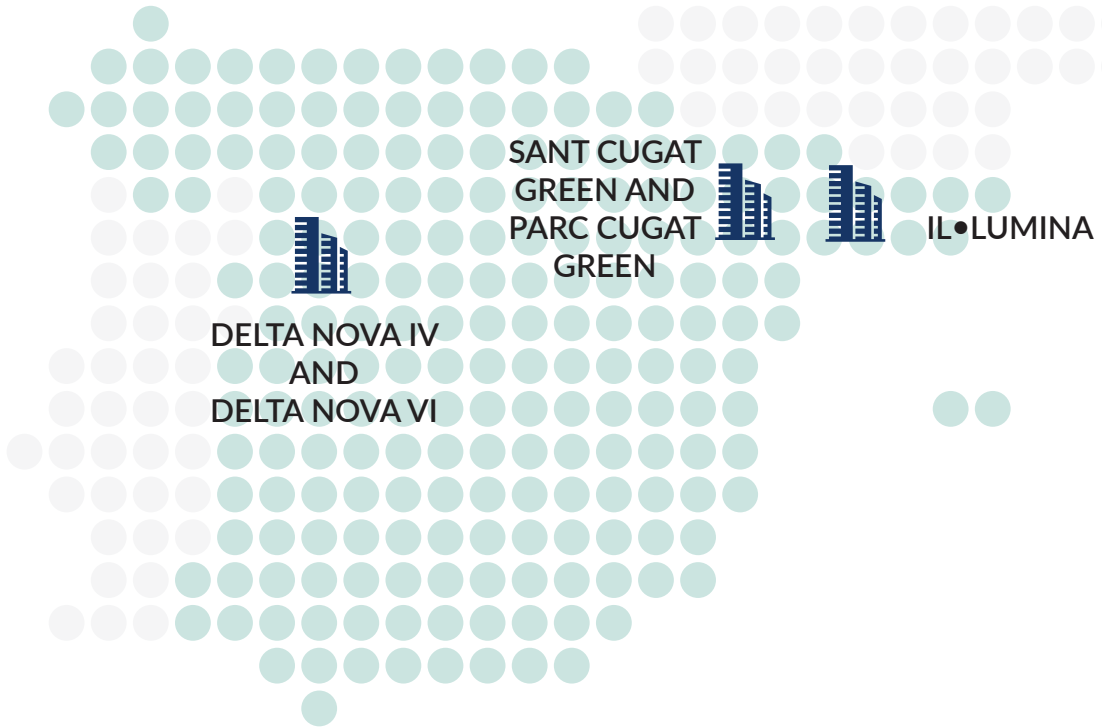 SANT CUGAT
GREEN AND
PARC CUGAT
GREEN
IL•LUMINA
DELTA NOVA IV
AND
DELTA NOVA VI